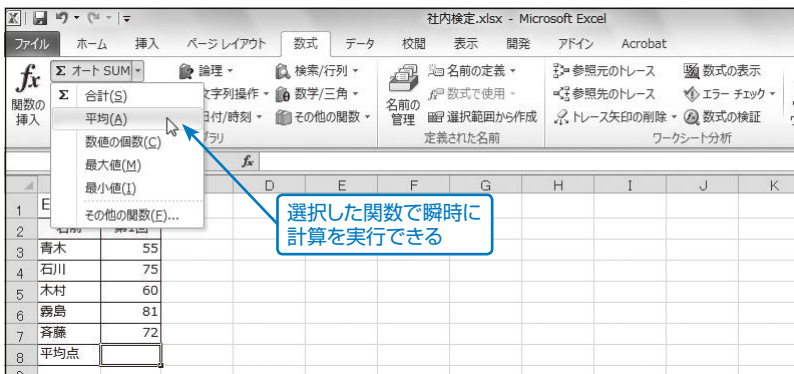 社内検定.xlsx - Microsoft Excel
ファイル ホーム 挿入 ページ レイアウト 数式 データ 校閲 表示 開発 アドイン Acrobat
Σ オート SUM 論理 検索/行列 名前の定義 参照元のトレース 数式の表示
文字列操作 数学/三角 数式で使用 参照先のトレース エラー チェック
日付/時刻 その他の関数 選択範囲から作成 トレース矢印の削除 数式の検証
fx
関数の
挿入
名前の
管理
定義された名前 ワークシート分析
Σ 合計(S)
平均(A)
数値の個数(C)
最大値(M)
最小値(I)
その他の関数(F)...
fx
D E F G H I J K
選択した関数で瞬時に
計算を実行できる
1 E
2 名前 第1回
3 青木 55
4 石川 75
5 木村 60
6 霧島 81
7 斉藤 72
8 平均点